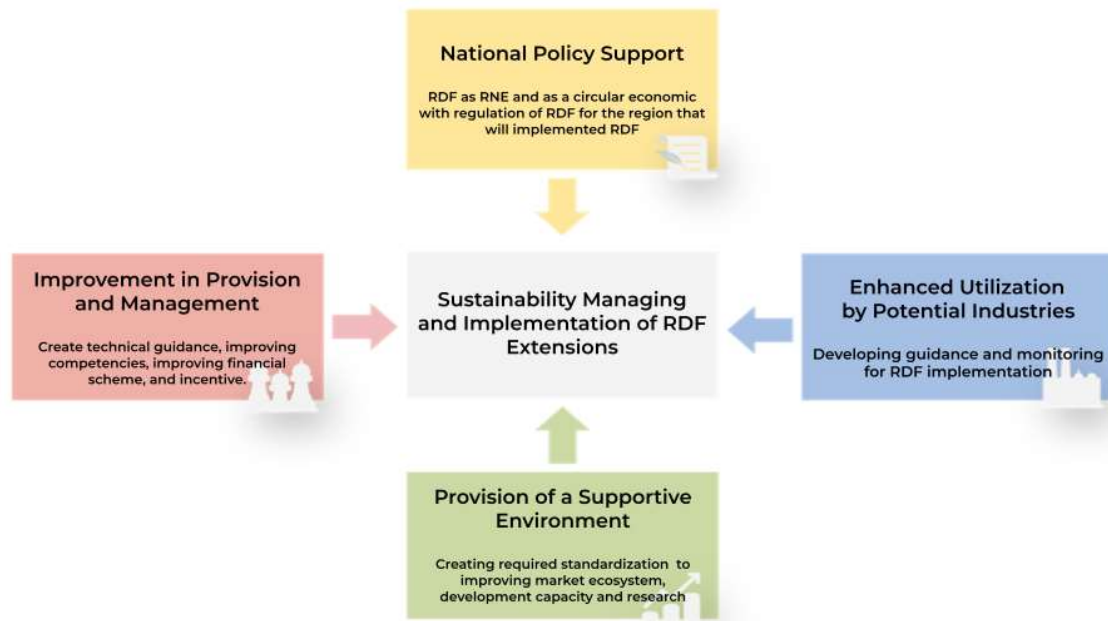 National Policy Support
RDF as RNE and as a circular economic
with regulation of RDF for the region that
will implemented RDF
Improvement in Provision
and Management
Create technical guidance, improving
competencies, improving financial
scheme, and incentive.
Sustainability Managing
and Implementation of RDF
Extensions
Enhanced Utilization
by Potential Industries
Developing guidance and monitoring
for RDF implementation
Provision of a Supportive
Environment
Creating required standardization to
improving market ecosystem,
development capacity and research